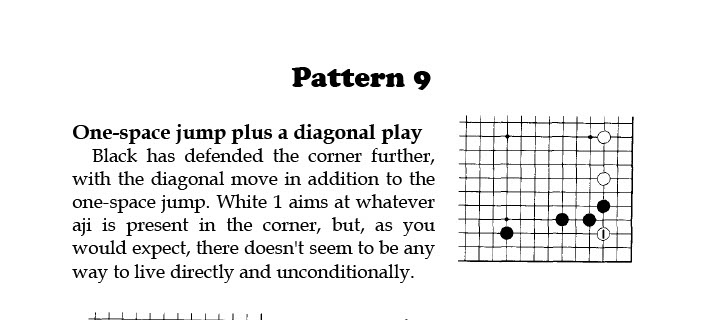 Pattern 9
One-space jump plus a diagonal play
Black has defended the corner further,
with the diagonal move in addition to the
one-space jump. White 1 aims at whatever
aji is present in the corner, but, as you
would expect, there doesn't seem to be any
way to live directly and unconditionally.
1